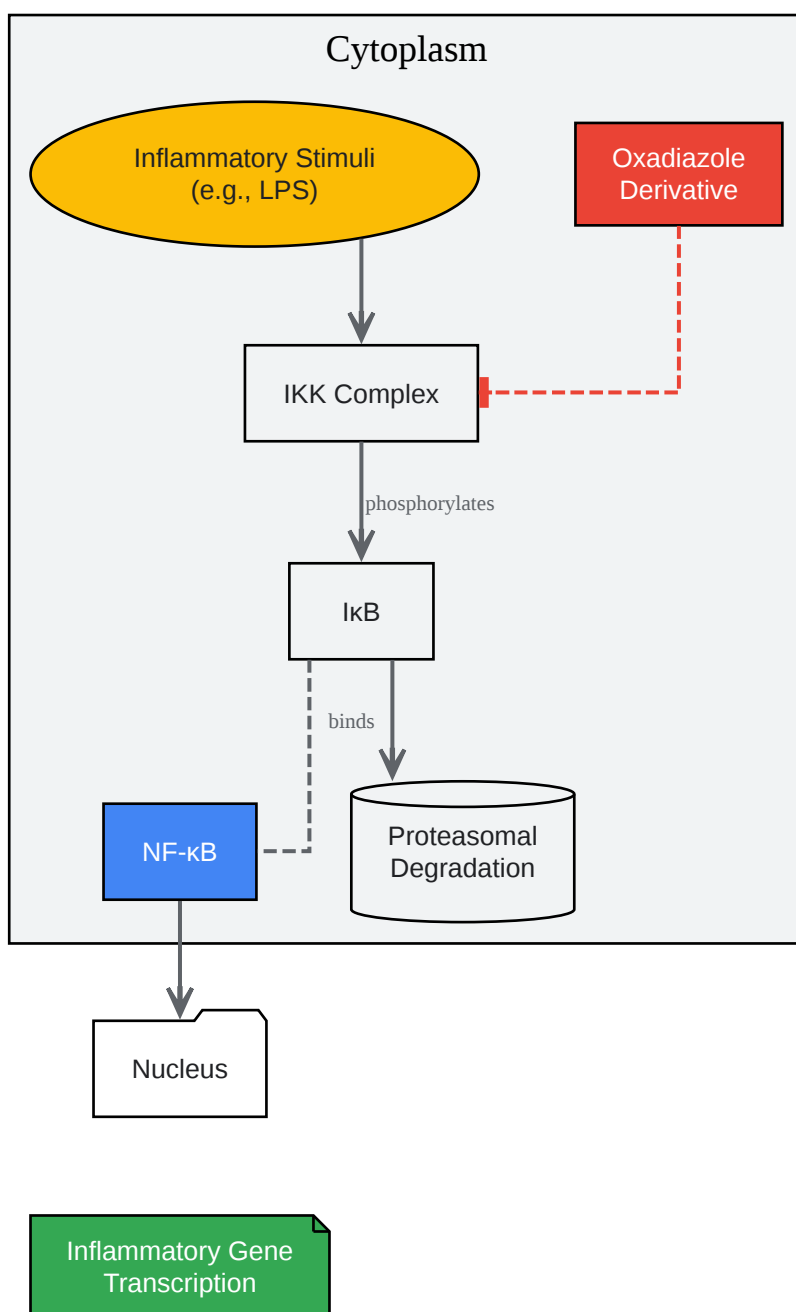 Cytoplasm
Inflammatory Stimuli
(e.g., LPS)
Oxadiazole
Derivative
IKK Complex
phosphorylates
IκB
binds
NF-κB
Proteasomal
Degradation
Nucleus
Inflammatory Gene
Transcription